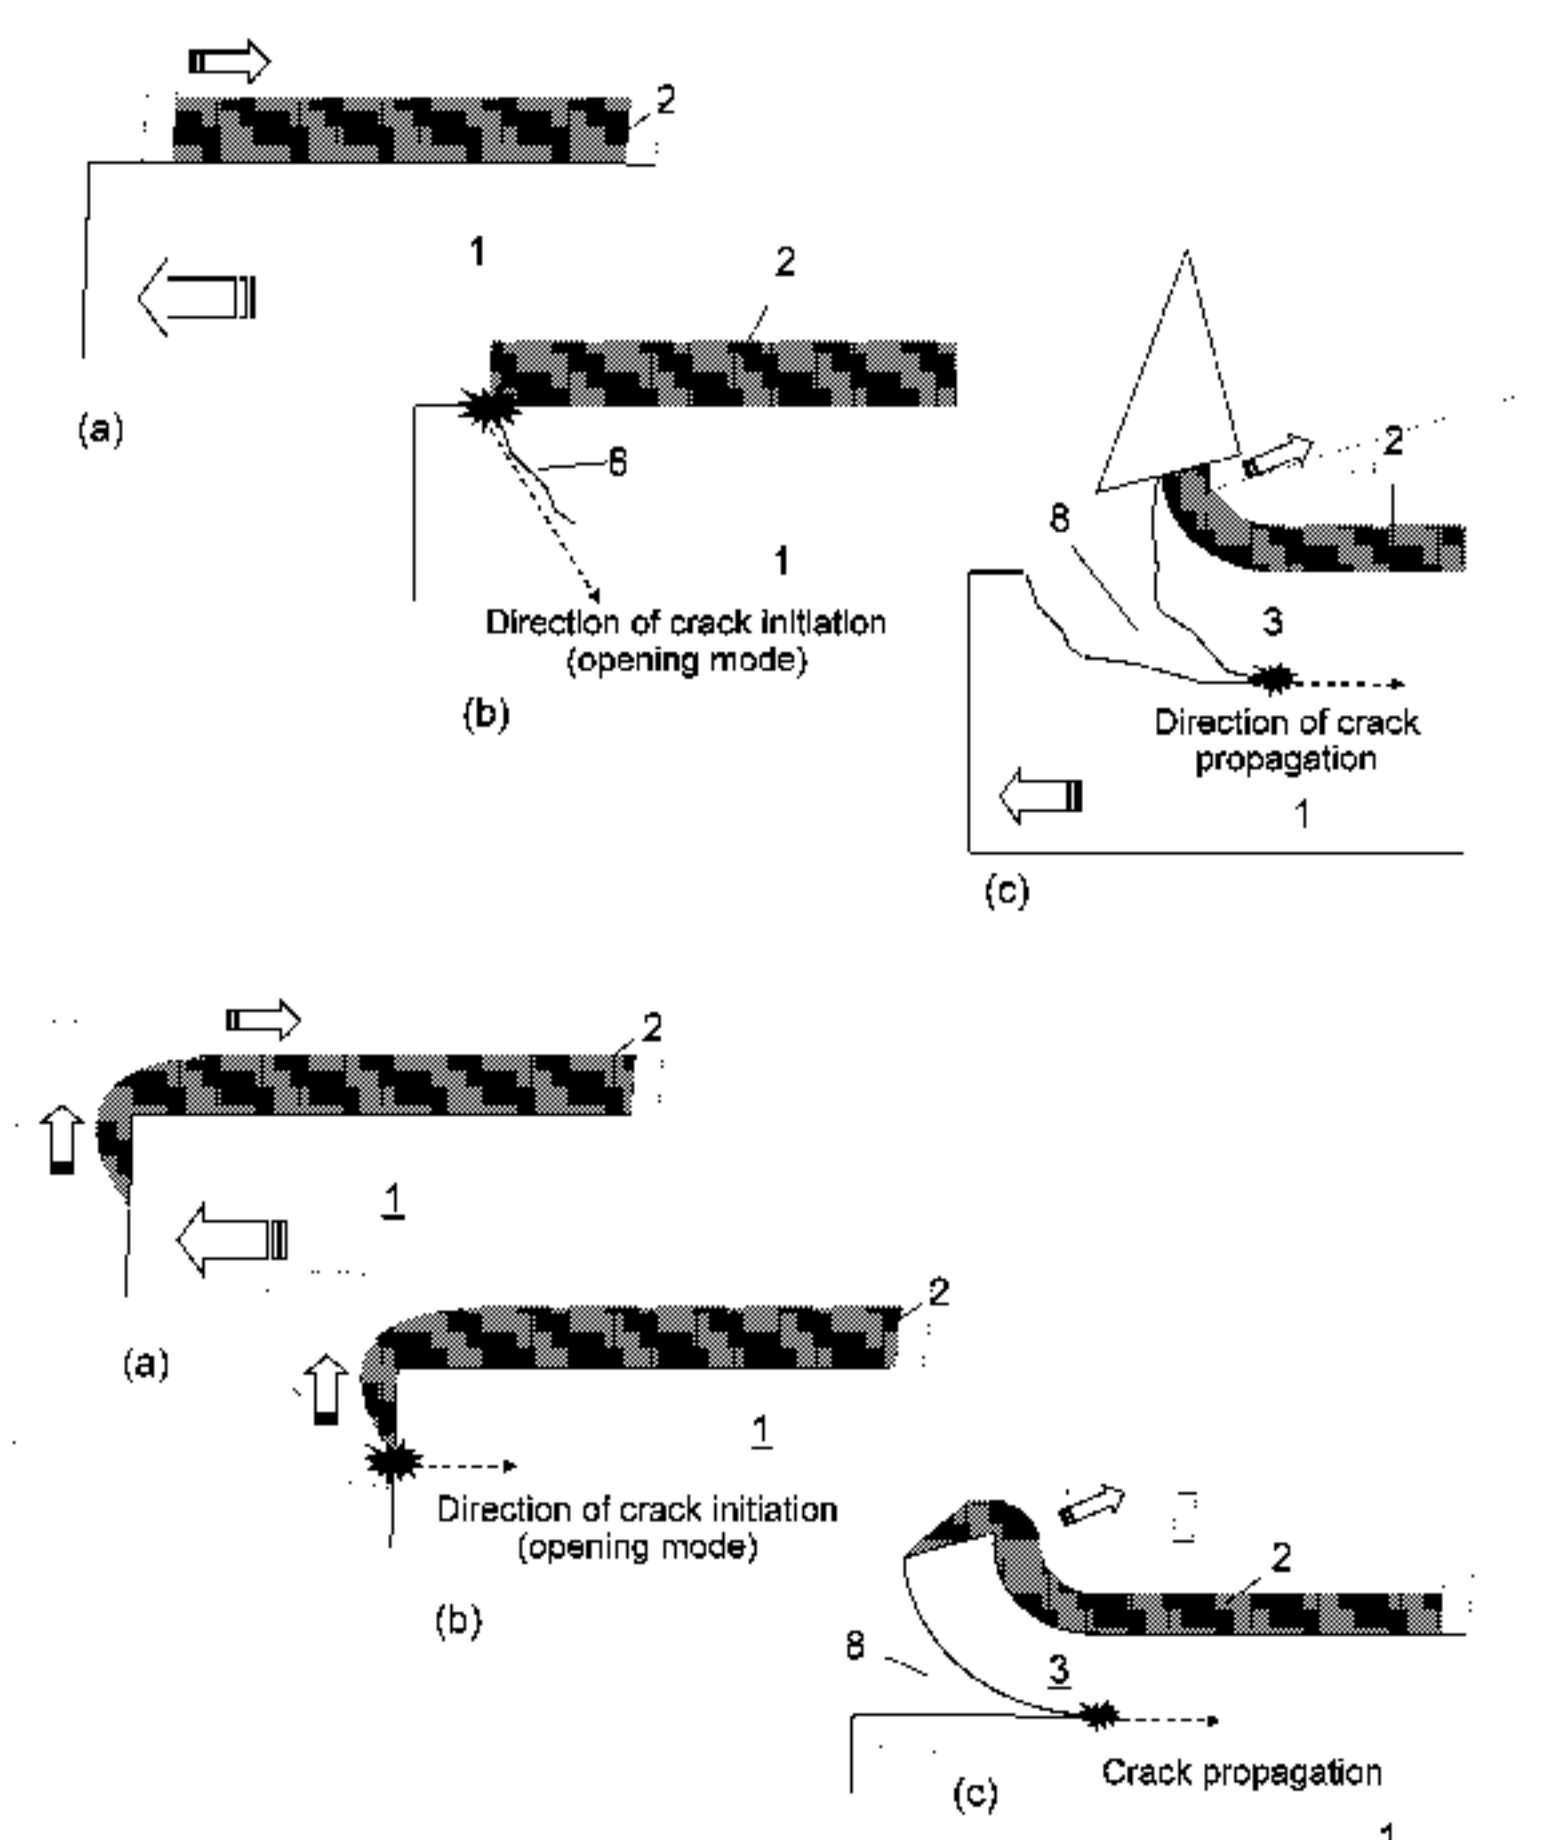 2
1
(a)
2
8
1
Direction of crack initiation
(opening mode)
(b)
2
8
3
Direction of crack
propagation
1
(c)
2
1
(a)
2
1
Direction of crack initiation
(opening mode)
(b)
2
8
3
Crack propagation
(c)
1